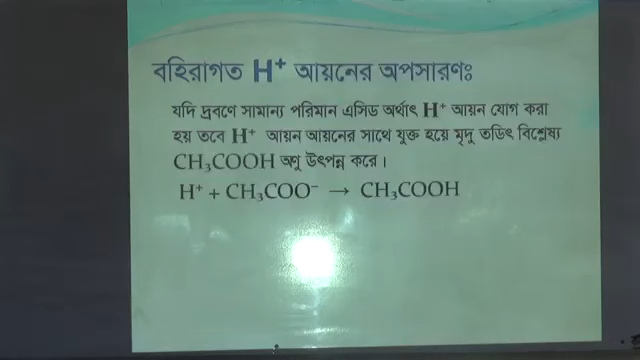 বহিরাগত H⁺ আয়নের অপসারণঃ
যদি দ্রবণে সামান্য পরিমান এসিড অর্থাৎ H⁺ আয়ন যোগ করা
হয় তবে H⁺ আয়ন আয়নের সাথে যুক্ত হয়ে মৃদু তডিৎ বিশ্লেষ্য
CH₃COOH অণু উৎপন্ন করে।
H⁺ + CH₃COO⁻ → CH₃COOH